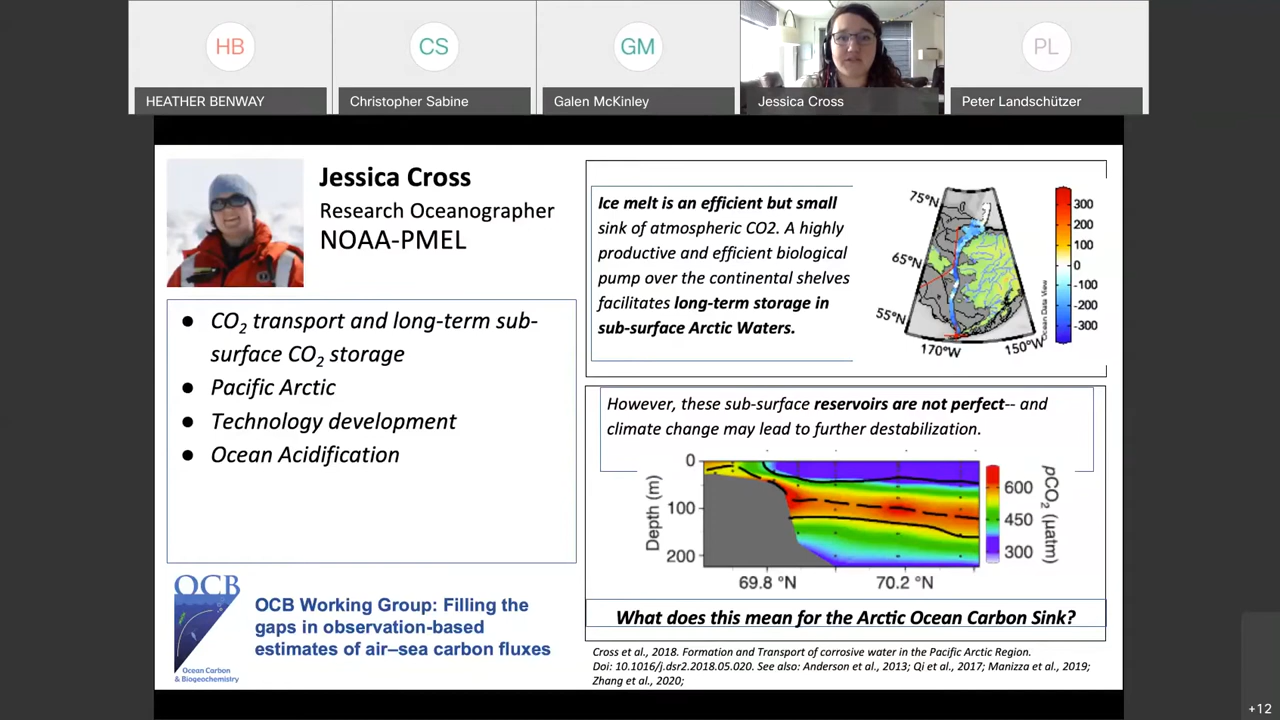 HB
CS
GM
PL
HEATHER BENWAY
Christopher Sabine
Galen McKinley
Jessica Cross
Peter Landschützer
Jessica Cross
Research Oceanographer
NOAA-PMEL
● CO₂ transport and long-term sub-
surface CO₂ storage
● Pacific Arctic
● Technology development
● Ocean Acidification
OCB
Ocean Carbon
& Biogeochemistry
OCB Working Group: Filling the
gaps in observation-based
estimates of air–sea carbon fluxes
Ice melt is an efficient but small
sink of atmospheric CO2. A highly
productive and efficient biological
pump over the continental shelves
facilitates long-term storage in
sub-surface Arctic Waters.
75°N
65°N
55°N
170°W
150°W
Ocean Data View
300
200
100
0
-100
-200
-300
However, these sub-surface reservoirs are not perfect-- and
climate change may lead to further destabilization.
Depth (m)
0
100
200
69.8 °N
70.2 °N
600
450
300
pCO₂ (µatm)
What does this mean for the Arctic Ocean Carbon Sink?
Cross et al., 2018. Formation and Transport of corrosive water in the Pacific Arctic Region.
Doi: 10.1016/j.dsr2.2018.05.020. See also: Anderson et al., 2013; Qi et al., 2017; Manizza et al., 2019;
Zhang et al., 2020;
+12